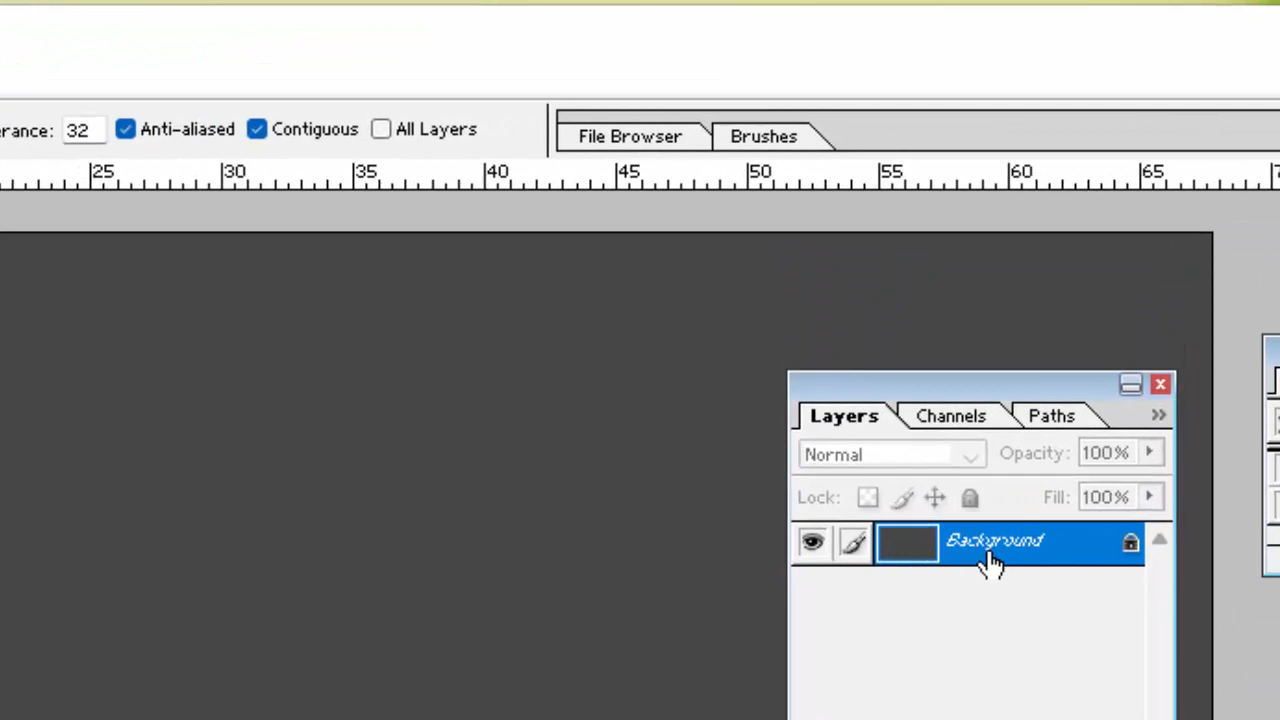 erance: 32 Anti-aliased Contiguous All Layers File Browser Brushes
25 30 35 40 45 50 55 60 65
Layers Channels Paths
Normal Opacity: 100%
Lock: Fill: 100%
Background